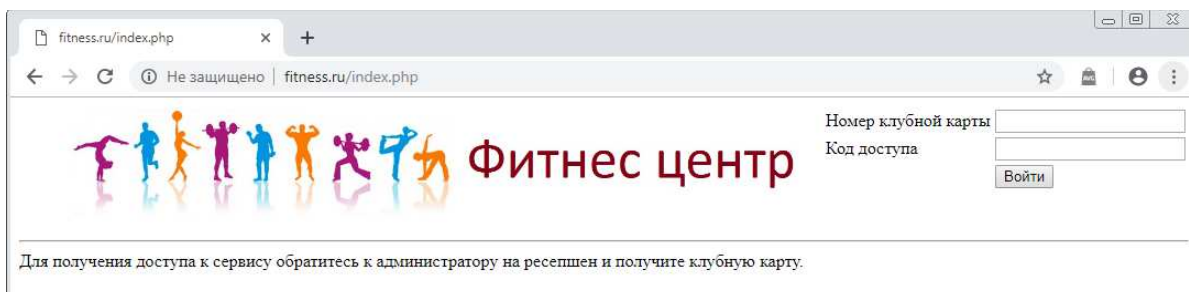 fitness.ru/index.php
Не защищено | fitness.ru/index.php
Фитнес центр
Номер клубной карты
Код доступа
Войти
Для получения доступа к сервису обратитесь к администратору на ресепшен и получите клубную карту.